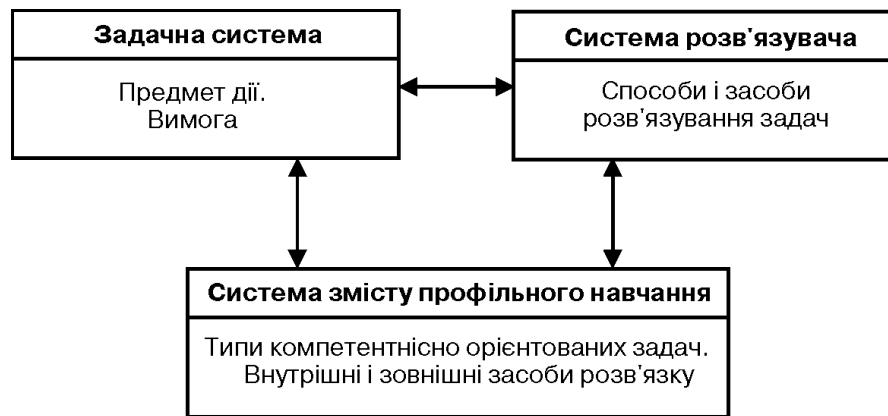 Задачна система
Предмет дії.
Вимога
Система розв'язувача
Способи і засоби
розв'язування задач
Система змісту профільного навчання
Типи компетентнісно орієнтованих задач.
Внутрішні і зовнішні засоби розв'язку